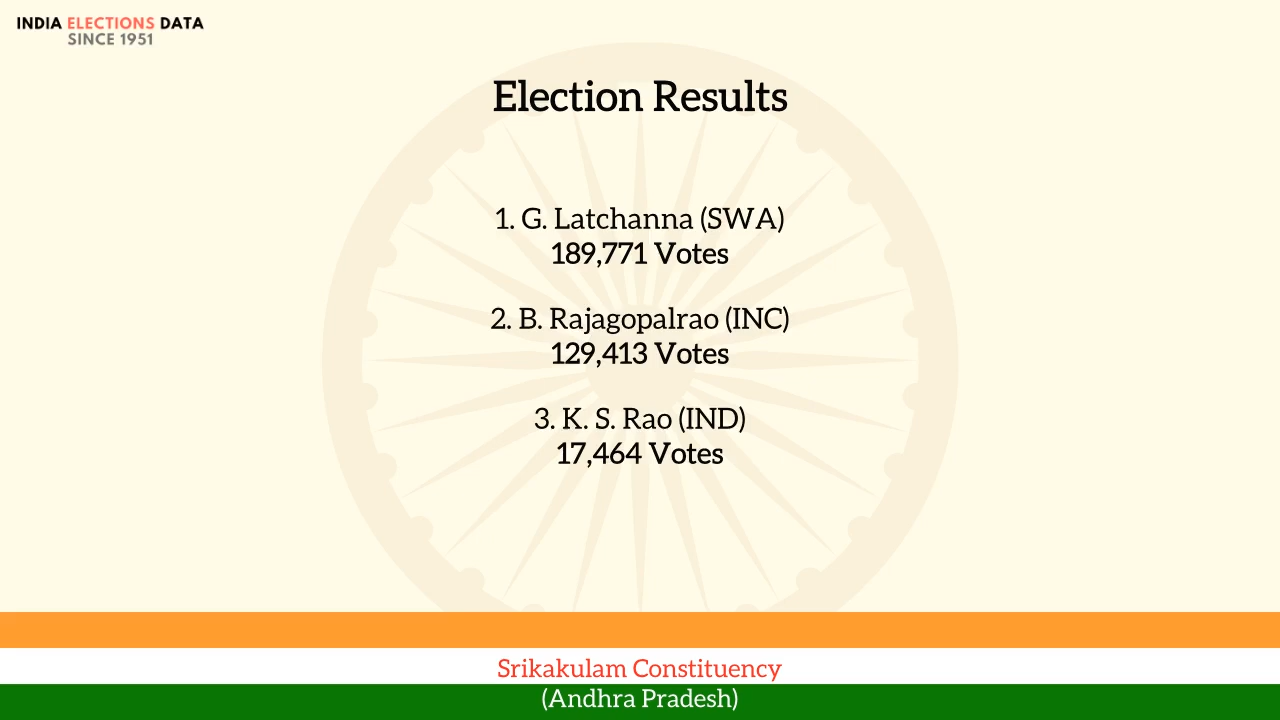 INDIA ELECTIONS DATA
SINCE 1951
Election Results
1. G. Latchanna (SWA)
189,771 Votes
2. B. Rajagopalrao (INC)
129,413 Votes
3. K. S. Rao (IND)
17,464 Votes
Srikakulam Constituency
(Andhra Pradesh)